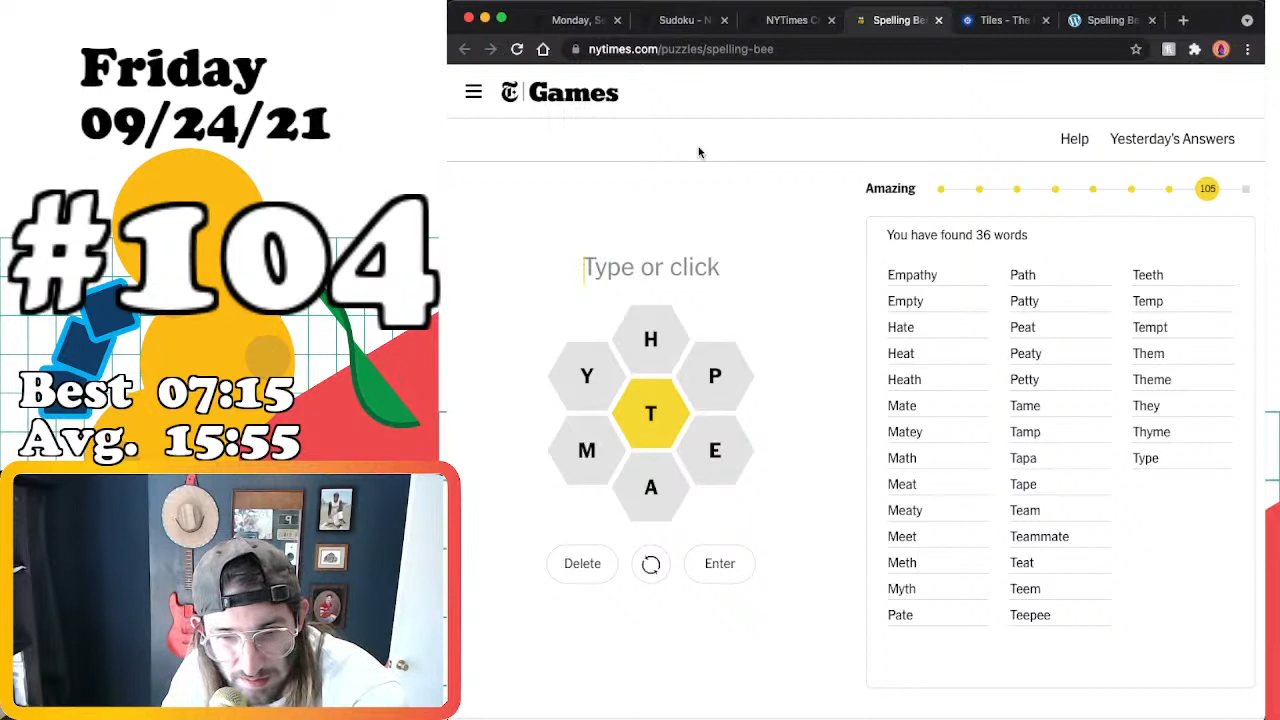 Friday
09/24/21
#104
Best 07:15
Avg. 15:55
Monday, Se
Sudoku - N
NYTimes C
Spelling Be
Tiles – The
Spelling Be
nytimes.com/puzzles/spelling-bee
T Games
Help
Yesterday's Answers
Amazing
105
You have found 36 words
Type or click
H
Y
P
T
M
E
A
Delete
Enter
Empathy
Empty
Hate
Heat
Heath
Mate
Matey
Math
Meat
Meaty
Meet
Meth
Myth
Pate
Path
Patty
Peat
Peaty
Petty
Tame
Tamp
Tapa
Tape
Team
Teammate
Teat
Teem
Teepee
Teeth
Temp
Tempt
Them
Theme
They
Thyme
Type